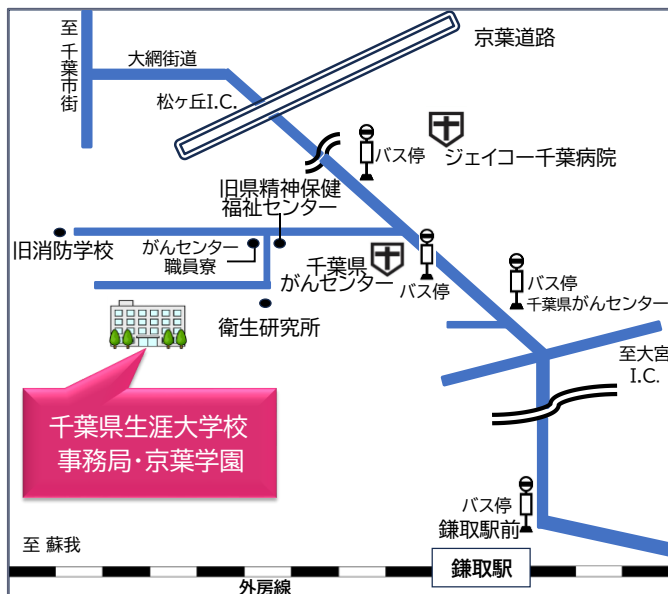 至 千葉市街
大網街道
京葉道路
松ヶ丘I.C.
バス停
ジェイコー千葉病院
旧県精神保健
福祉センター
旧消防学校
がんセンター
職員寮
千葉県
がんセンター
バス停
バス停
千葉県がんセンター
衛生研究所
至大宮
I.C.
千葉県生涯大学校
事務局・京葉学園
バス停
鎌取駅前
至 蘇我
鎌取駅
外房線